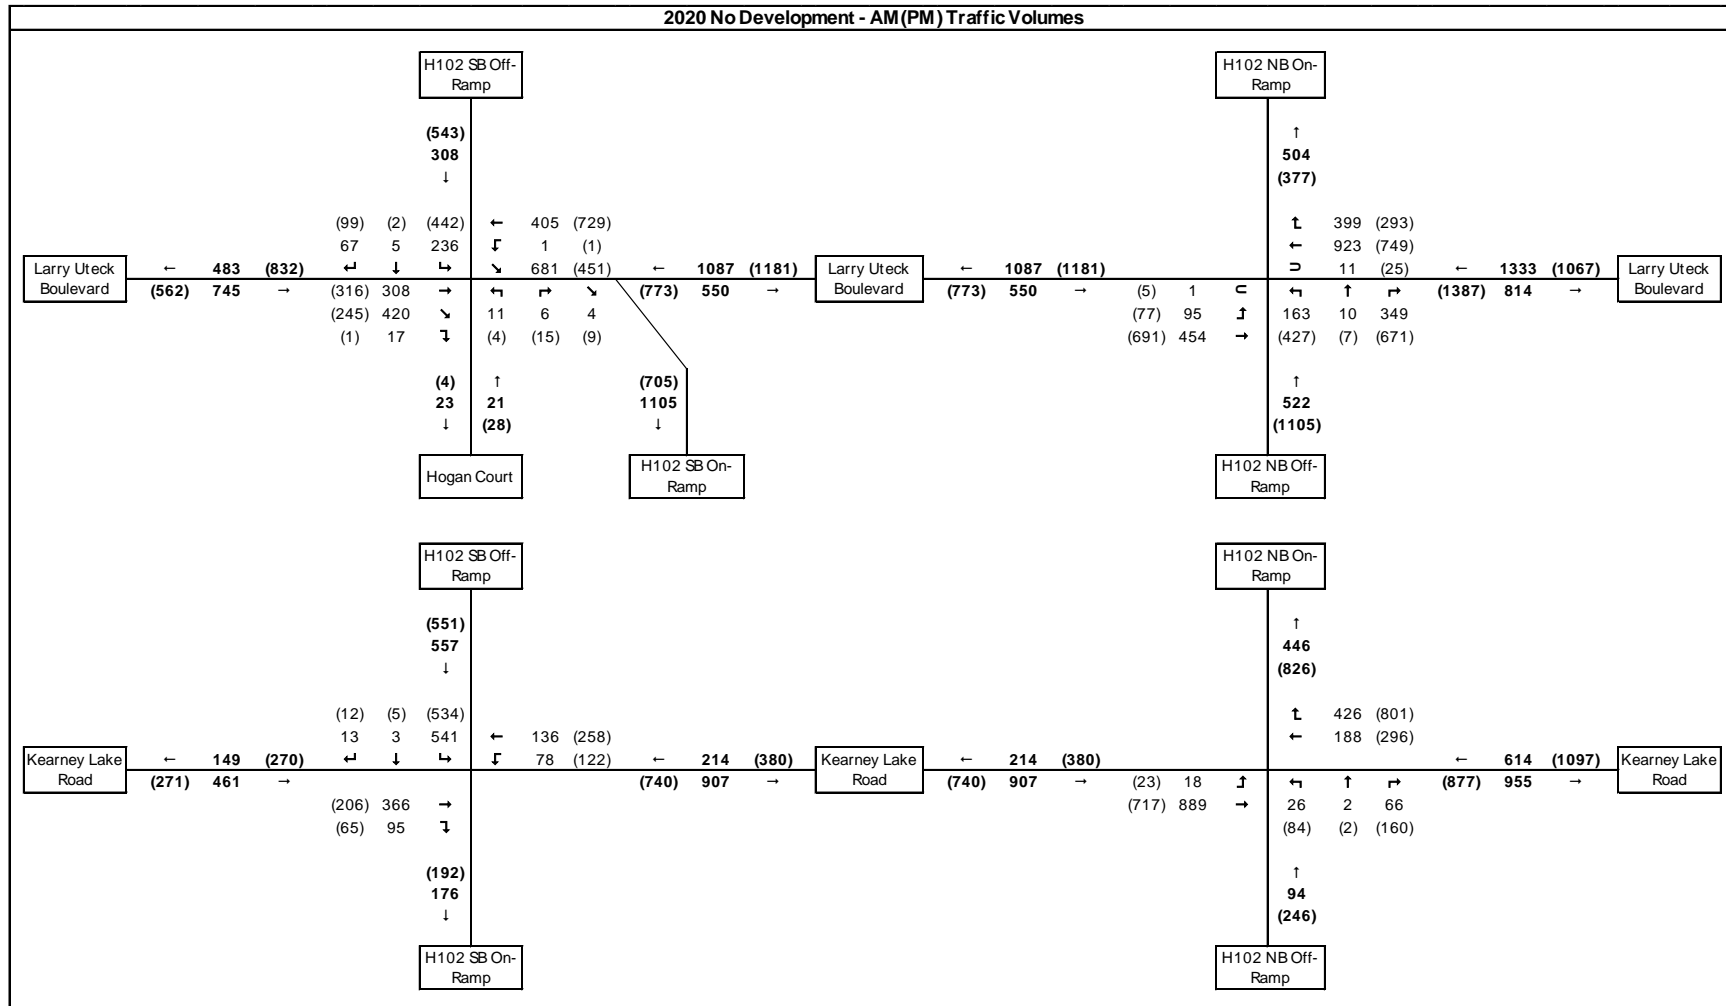 2020 No Development - AM (PM) Traffic Volumes
H102 SB Off-
Ramp
H102 NB On-
Ramp
(543)
308
↓
↑
504
(377)
(99) (2) (442) ← 405 (729)
67 5 236 ↰ 1 (1)
↵ ↓ ↳ ↘ 681 (451)
Larry Uteck
Boulevard
← 483 (832)
(562) 745 →
(316) 308 → ↰ ↱ ↘
(245) 420 ↘ 11 6 4
(1) 17 ↴ (4) (15) (9)
← 1087 (1181)
(773) 550 →
Larry Uteck
Boulevard
← 1087 (1181)
(773) 550 →
↑ 399 (293)
← 923 (749)
⊃ 11 (25)
(5) 1 ⊂ ↰ ↑ ↱
(77) 95 ↥ 163 10 349
(691) 454 → (427) (7) (671)
← 1333 (1067)
(1387) 814 →
Larry Uteck
Boulevard
(4) ↑
23 21
↓ (28)
(705)
1105
↓
↑
522
(1105)
Hogan Court
H102 SB On-
Ramp
H102 NB Off-
Ramp
H102 SB Off-
Ramp
H102 NB On-
Ramp
(551)
557
↓
↑
446
(826)
(12) (5) (534)
13 3 541 ← 136 (258)
↵ ↓ ↳ ↰ 78 (122)
Kearney Lake
Road
← 149 (270)
(271) 461 →
(206) 366 →
(65) 95 ↴
← 214 (380)
(740) 907 →
Kearney Lake
Road
← 214 (380)
(740) 907 →
↑ 426 (801)
← 188 (296)
(23) 18 ↥ ↰ ↑ ↱
(717) 889 → 26 2 66
(84) (2) (160)
← 614 (1097)
(877) 955 →
Kearney Lake
Road
(192)
176
↓
↑
94
(246)
H102 SB On-
Ramp
H102 NB Off-
Ramp